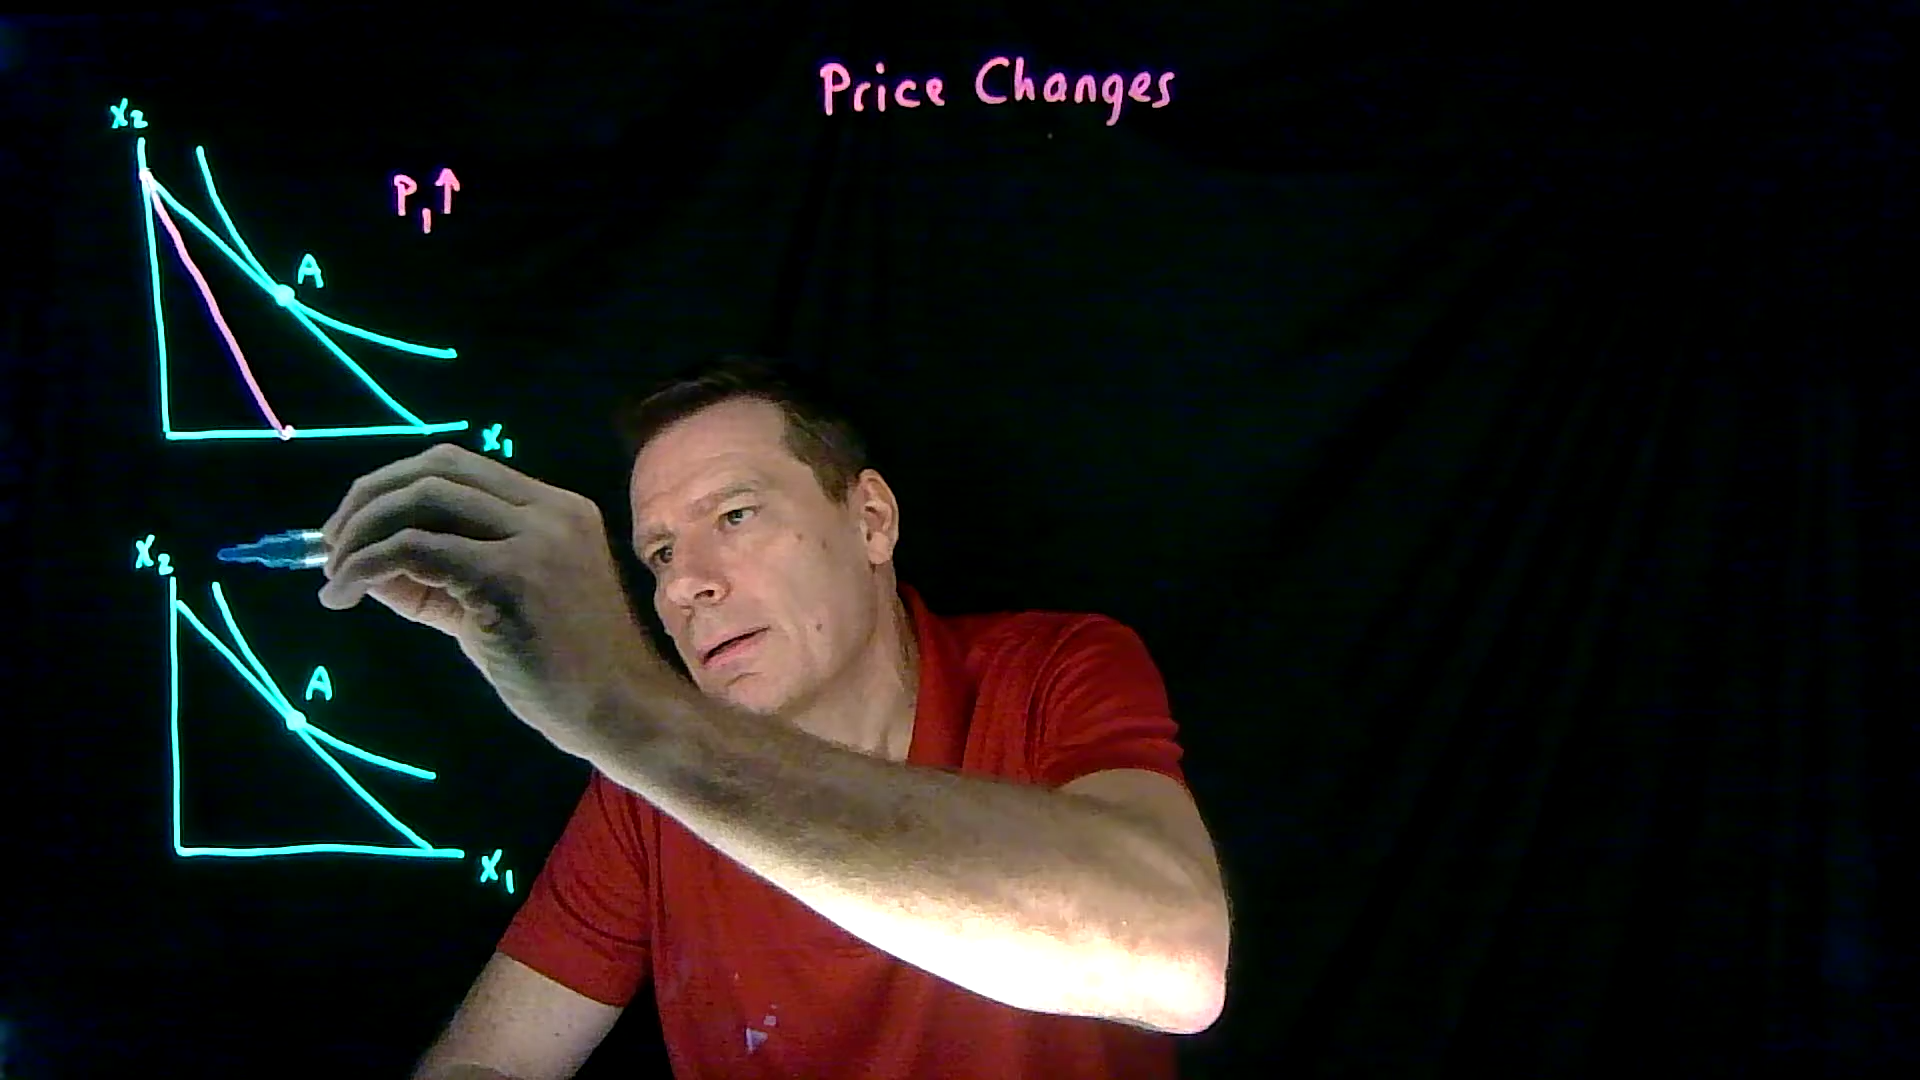 Price Changes
x₂
P₁↑
A
x₁
x₂
A
x₁